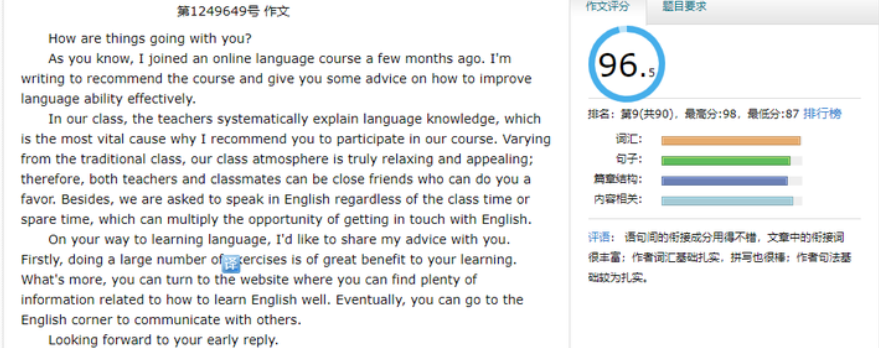 第1249649号 作文
How are things going with you?
As you know, I joined an online language course a few months ago. I'm
writing to recommend the course and give you some advice on how to improve
language ability effectively.
In our class, the teachers systematically explain language knowledge, which
is the most vital cause why I recommend you to participate in our course. Varying
from the traditional class, our class atmosphere is truly relaxing and appealing;
therefore, both teachers and classmates can be close friends who can do you a
favor. Besides, we are asked to speak in English regardless of the class time or
spare time, which can multiply the opportunity of getting in touch with English.
On your way to learning language, I'd like to share my advice with you.
Firstly, doing a large number of 译ercises is of great benefit to your learning.
What's more, you can turn to the website where you can find plenty of
information related to how to learn English well. Eventually, you can go to the
English corner to communicate with others.
Looking forward to your early reply.
作文评分
题目要求
96.5
排名: 第9(共90), 最高分:98, 最低分:87 排行榜
词汇:
句子:
篇章结构:
内容相关:
评语: 语句间的衔接成分用得不错，文章中的衔接词
很丰富；作者词汇基础扎实，拼写也很棒；作者句法基
础较为扎实。